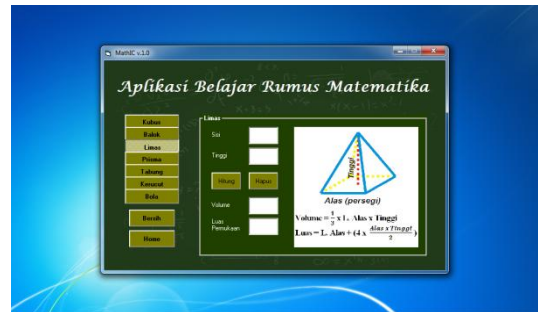 MathIC v.1.0
Aplikasi Belajar Rumus Matematika
Kubus
Balok
Limas
Prisma
Tabung
Kerucut
Bola
Bersih
Home
Limas
Sisi
Tinggi
Hitung Hapus
Volume
Luas
Permukaan
Tinggi
Alas (persegi)
Volume = 1/3 x L. Alas x Tinggi
Luas = L. Alas + (4 x Alas x Tinggi / 2)